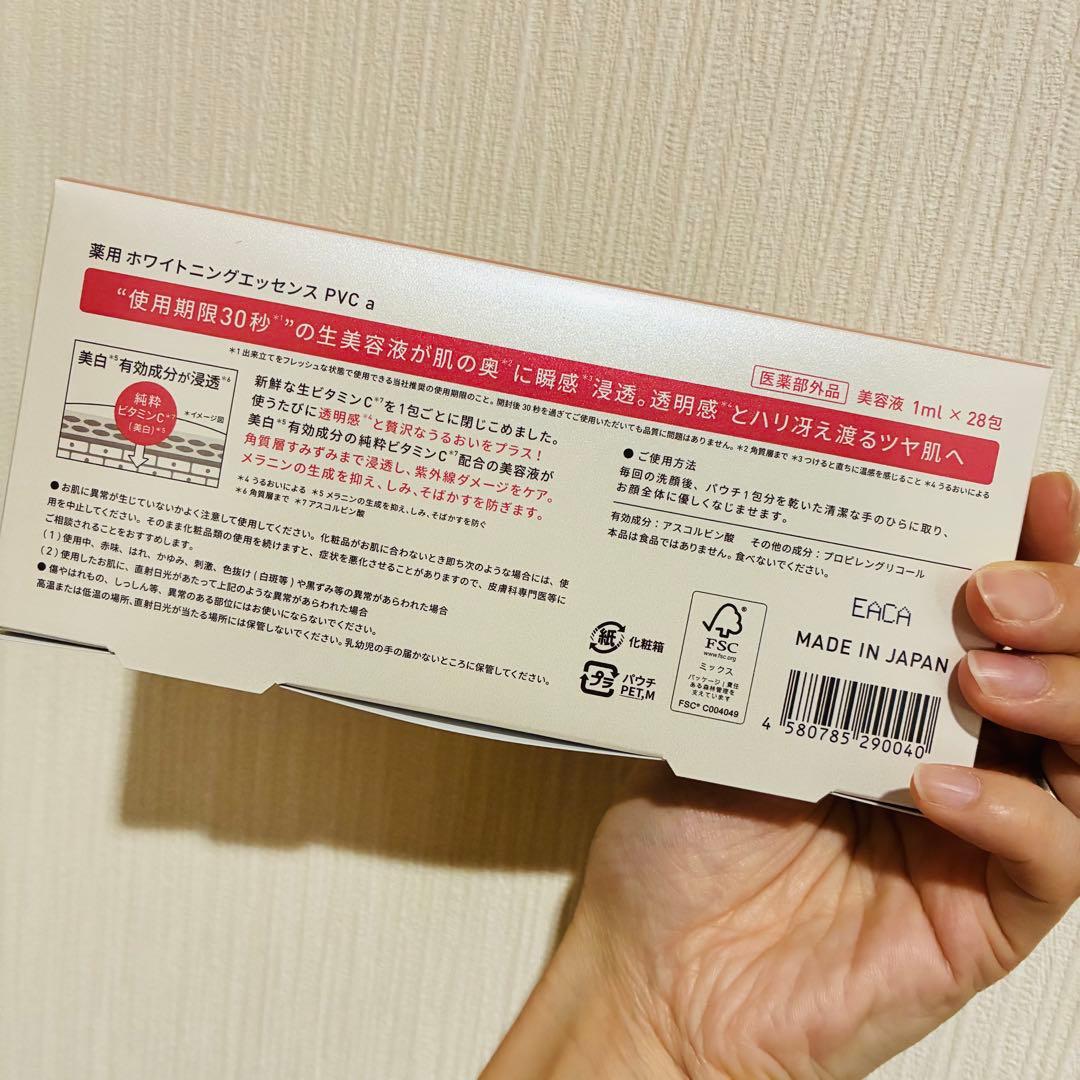 薬用 ホワイトニングエッセンス PVC a
“使用期限30秒*1”の生美容液が肌の奥*2に瞬感*3浸透。透明感*4とハリ冴え渡るツヤ肌へ
*1 出来立てをフレッシュな状態で使用できる当社推奨の使用期限のこと。開封後30秒を過ぎてご使用いただいても品質に問題はありません。*2 角質層まで *3 つけると直ちに温感を感じること *4 うるおいによる
美白*5有効成分が浸透*6
純粋
ビタミンC*7
(美白)*5
*イメージ図
新鮮な生ビタミンC*7を1包ごとに閉じこめました。
使うたびに透明感*4と贅沢なうるおいをプラス！
美白*5有効成分の純粋ビタミンC*7配合の美容液が
角質層すみずみまで浸透し、紫外線ダメージをケア。
メラニンの生成を抑え、しみ、そばかすを防ぎます。
*4 うるおいによる *5 メラニンの生成を抑え、しみ、そばかすを防ぐ
*6 角質層まで *7 アスコルビン酸
医薬部外品 美容液 1ml × 28包
●ご使用方法
毎回の洗顔後、パウチ1包分を乾いた清潔な手のひらに取り、
お顔全体に優しくなじませます。
有効成分：アスコルビン酸 その他の成分：プロピレングリコール
本品は食品ではありません。食べないでください。
●お肌に異常が生じていないかよく注意して使用してください。化粧品がお肌に合わないとき即ち次のような場合には、使
用を中止してください。そのまま化粧品類の使用を続けますと、症状を悪化させることがありますので、皮膚科専門医等に
ご相談されることをおすすめします。
(1)使用中、赤味、はれ、かゆみ、刺激、色抜け(白斑等)や黒ずみ等の異常があらわれた場合
(2)使用したお肌に、直射日光があたって上記のような異常があらわれた場合
●傷やはれもの、しっしん等、異常のある部位にはお使いにならないでください。
高温または低温の場所、直射日光が当たる場所には保管しないでください。乳幼児の手の届かないところに保管してください。
紙 化粧箱
プラ パウチ
PET,M
FSC
www.fsc.org
ミックス
パッケージ｜責任
ある森林管理を
支えています
FSC® C004049
EACA
MADE IN JAPAN
4 580785 290040